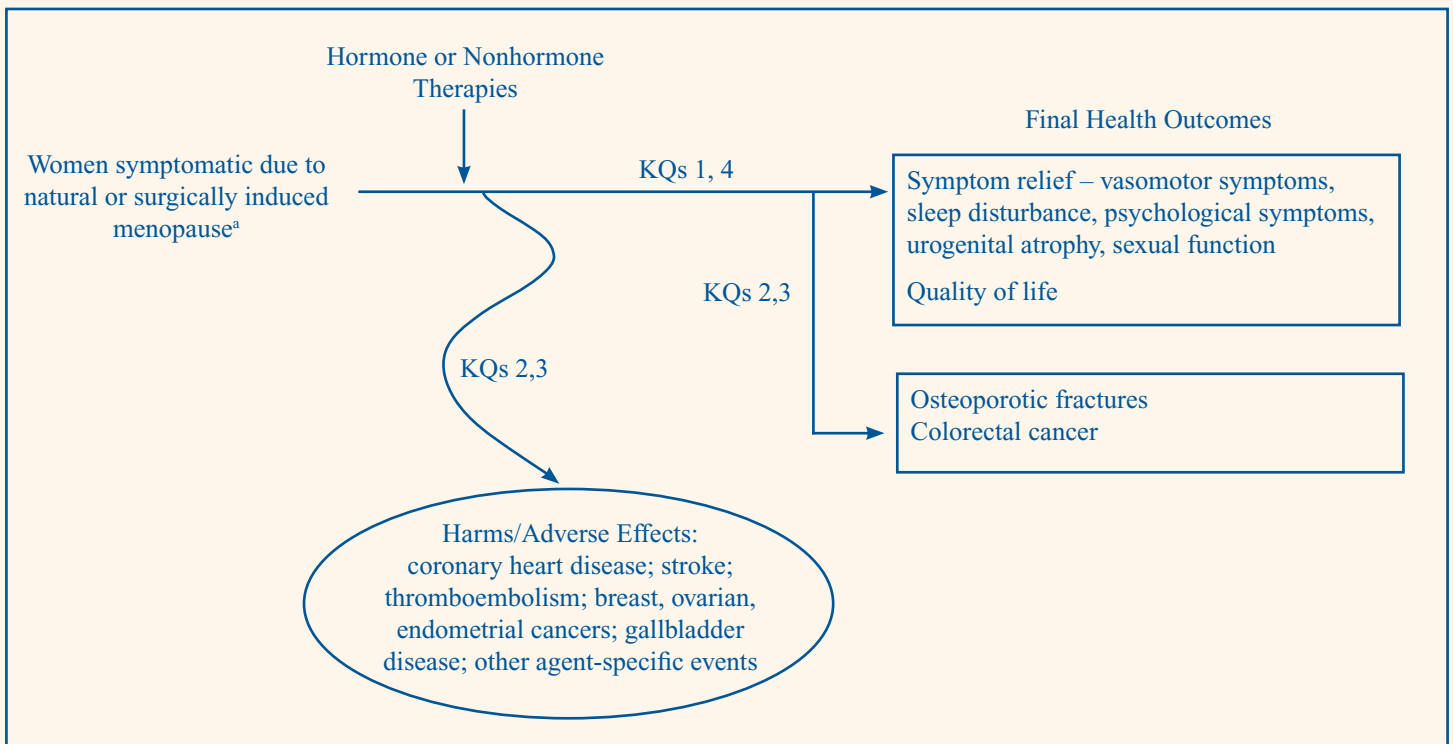 Hormone or Nonhormone
Therapies
Women symptomatic due to
natural or surgically induced
menopauseᵃ
KQs 1, 4
Final Health Outcomes
Symptom relief – vasomotor symptoms,
sleep disturbance, psychological symptoms,
urogenital atrophy, sexual function
Quality of life
KQs 2,3
Osteoporotic fractures
Colorectal cancer
KQs 2,3
Harms/Adverse Effects:
coronary heart disease; stroke;
thromboembolism; breast, ovarian,
endometrial cancers; gallbladder
disease; other agent-specific events